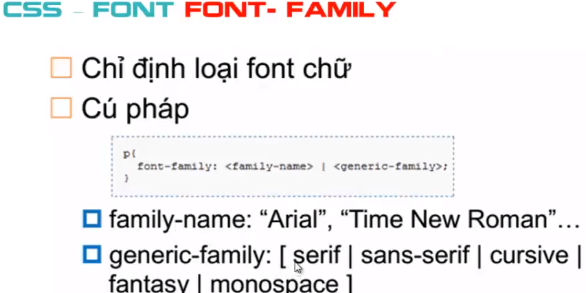 CSS – FONT FONT- FAMILY
Chỉ định loại font chữ
Cú pháp
p{
font-family: <family-name> | <generic-family>;
}
family-name: “Arial”, “Time New Roman”…
generic-family: [ serif | sans-serif | cursive |
fantasy | monospace ]